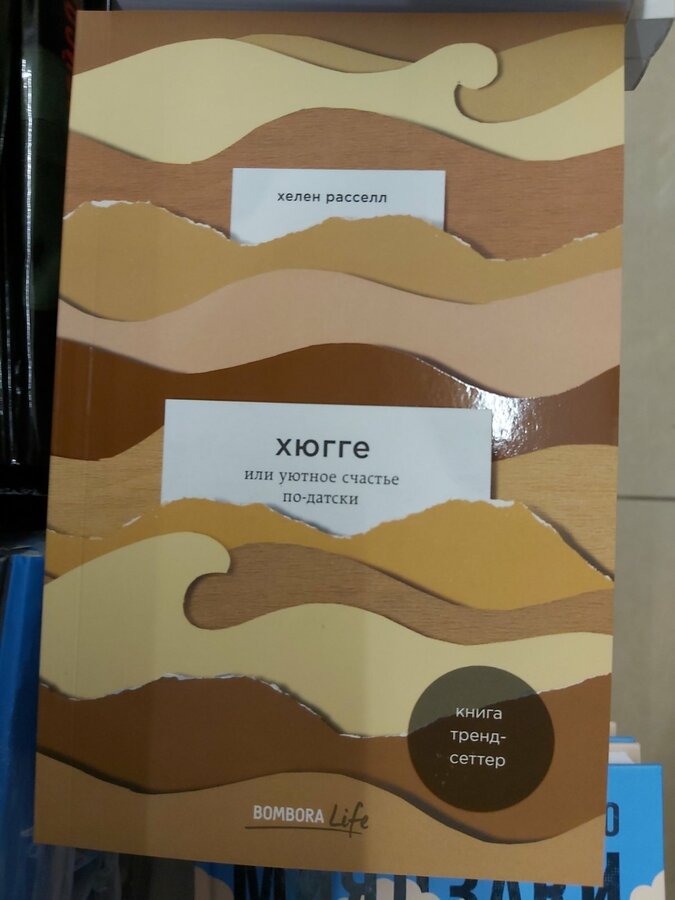 хелен расселл
хюгге
или уютное счастье
по-датски
книга
тренд-
сеттер
BOMBORA Life